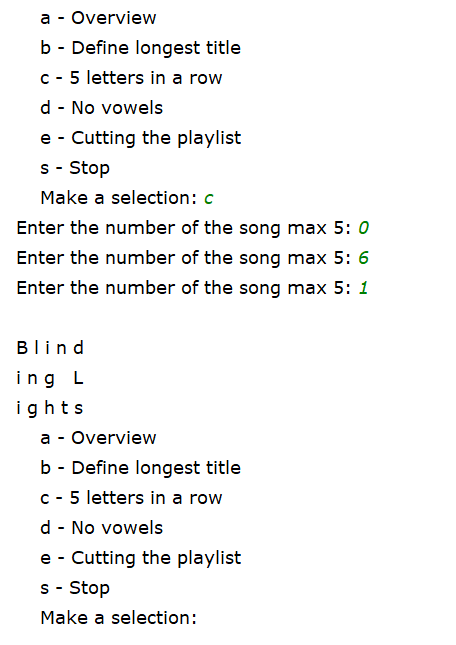 a - Overview
b - Define longest title
c - 5 letters in a row
d - No vowels
e - Cutting the playlist
s - Stop
Make a selection: c
Enter the number of the song max 5: 0
Enter the number of the song max 5: 6
Enter the number of the song max 5: 1
B l i n d
i n g   L
i g h t s
a - Overview
b - Define longest title
c - 5 letters in a row
d - No vowels
e - Cutting the playlist
s - Stop
Make a selection: